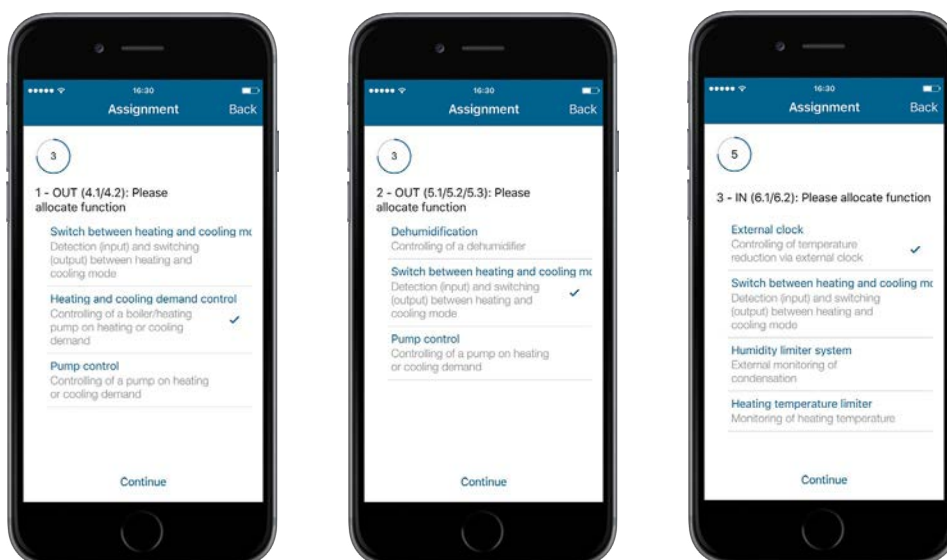 16:30
Assignment
Back
3
1 - OUT (4.1/4.2): Please
allocate function
Switch between heating and cooling mo
Detection (input) and switching
(output) between heating and
cooling mode
Heating and cooling demand control
Controlling of a boiler/heating
pump on heating or cooling
demand
Pump control
Controlling of a pump on heating
or cooling demand
Continue
16:30
Assignment
Back
3
2 - OUT (5.1/5.2/5.3): Please
allocate function
Dehumidification
Controlling of a dehumidifier
Switch between heating and cooling mo
Detection (input) and switching
(output) between heating and
cooling mode
Pump control
Controlling of a pump on heating
or cooling demand
Continue
16:30
Assignment
Back
5
3 - IN (6.1/6.2): Please allocate function
External clock
Controlling of temperature
reduction via external clock
Switch between heating and cooling mo
Detection (input) and switching
(output) between heating and
cooling mode
Humidity limiter system
External monitoring of
condensation
Heating temperature limiter
Monitoring of heating temperature
Continue